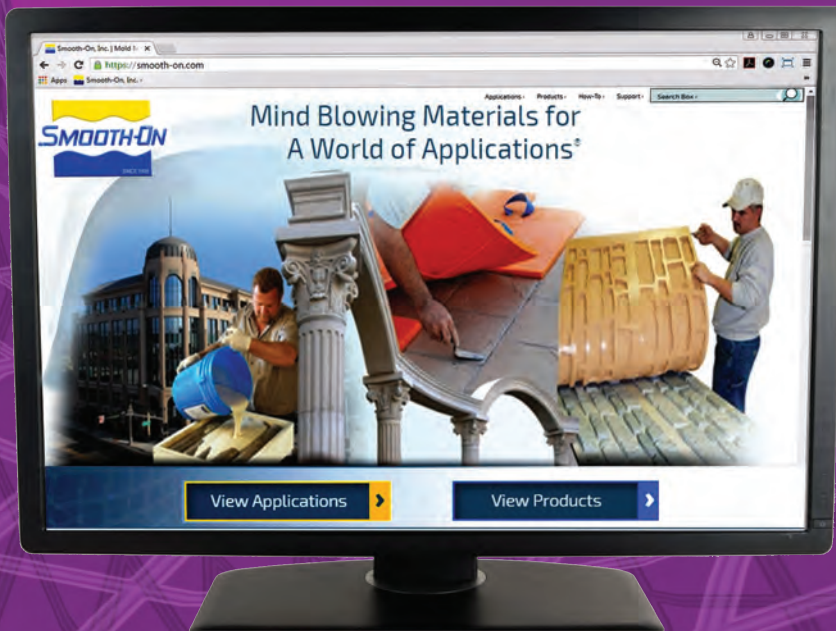 Smooth-On, Inc. | Mold
https://smooth-on.com
Apps Smooth-On, Inc.
Applications Products How-To Support Search Box
SMOOTH-ON
Mind Blowing Materials for
A World of Applications®
View Applications
View Products